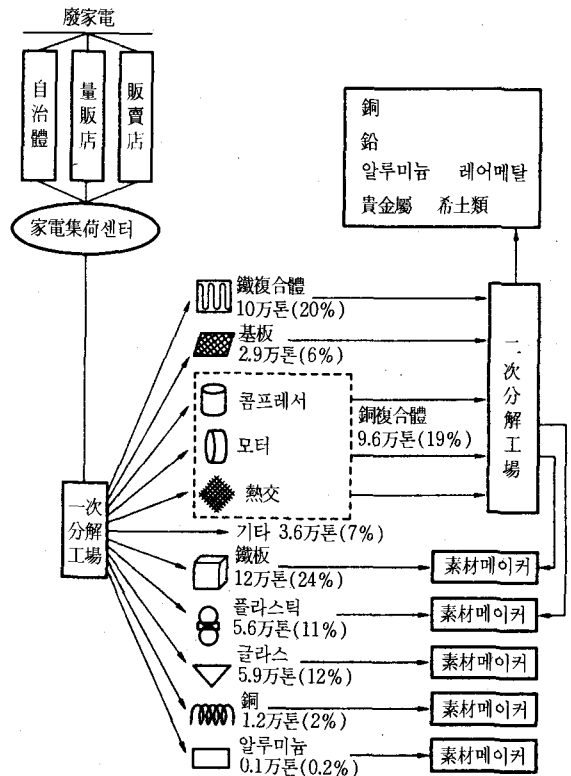 廢家電
自治體
量販店
販賣店
家電集荷센터
銅
鉛
알루미늄 레어메탈
貴金屬 希土類
鐵複合體
10万톤(20%)
基板
2.9万톤(6%)
콤프레서
모터
熱交
銅複合體
9.6万톤(19%)
二次分解工場
一次
分解
工場
기타 3.6万톤(7%)
鐵板
12万톤(24%)
素材메이커
플라스틱
5.6万톤(11%)
素材메이커
글라스
5.9万톤(12%)
素材메이커
銅
1.2万톤(2%)
素材메이커
알루미늄
0.1万톤(0.2%)
素材메이커